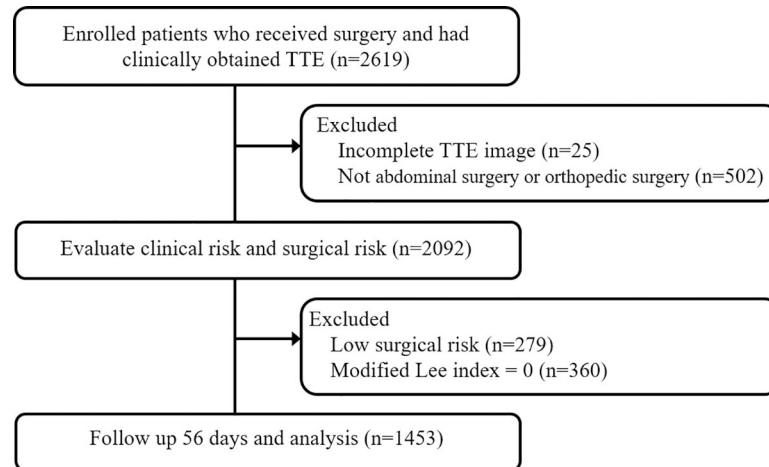 Enrolled patients who received surgery and had
clinically obtained TTE (n=2619)
Excluded
Incomplete TTE image (n=25)
Not abdominal surgery or orthopedic surgery (n=502)
Evaluate clinical risk and surgical risk (n=2092)
Excluded
Low surgical risk (n=279)
Modified Lee index = 0 (n=360)
Follow up 56 days and analysis (n=1453)